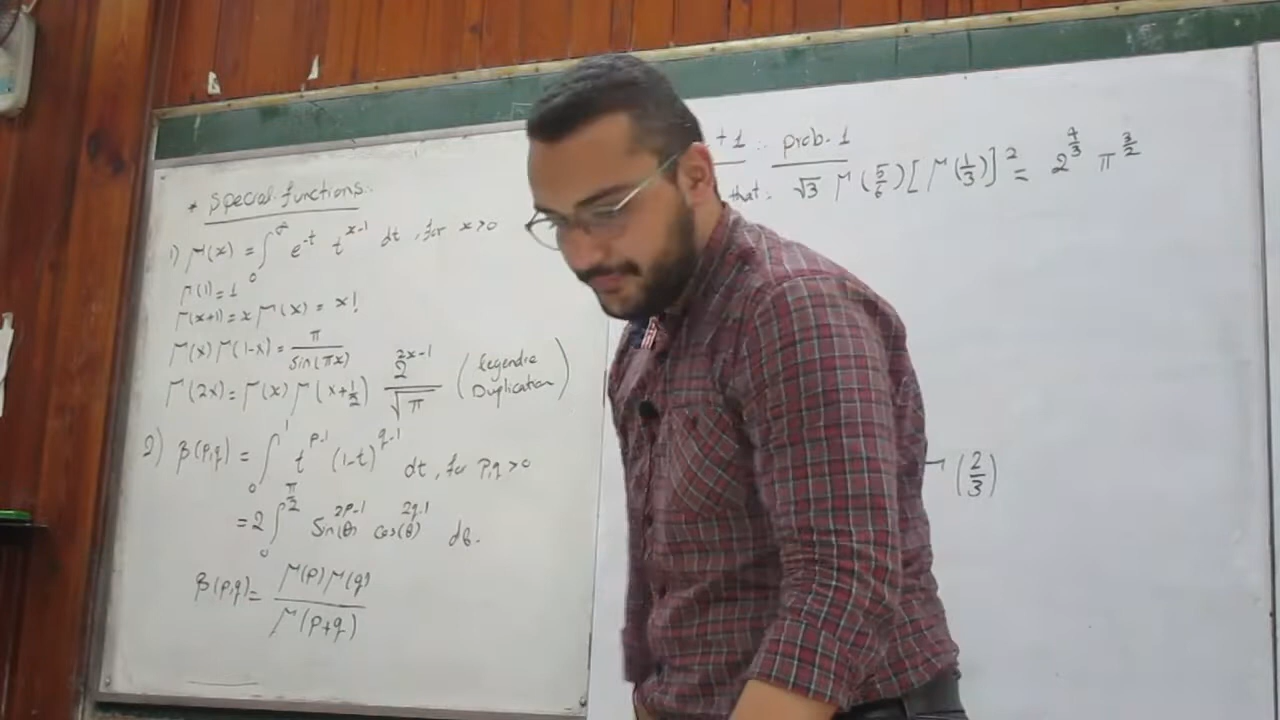 * Special functions:
1) Γ(x) = ∫₀^∞ e^{-t} t^{x-1} dt , for x>0
Γ(1) = 1
Γ(x+1) = x Γ(x) = x!
Γ(x) Γ(1-x) = π / sin(πx)
Γ(2x) = Γ(x) Γ(x+½) 2^{2x-1} / √π (Legendre Duplication)
2) β(p,q) = ∫₀^1 t^{p-1} (1-t)^{q-1} dt , for p,q >0
= 2 ∫₀^{π/2} sin(θ)^{2p-1} cos(θ)^{2q-1} dθ.
β(p,q) = Γ(p)Γ(q) / Γ(p+q)
+ 1 : prob. 1
that: √3 Γ(5/6) [Γ(1/3)]² = 2^{4/3} π^{3/2}
(2/3)